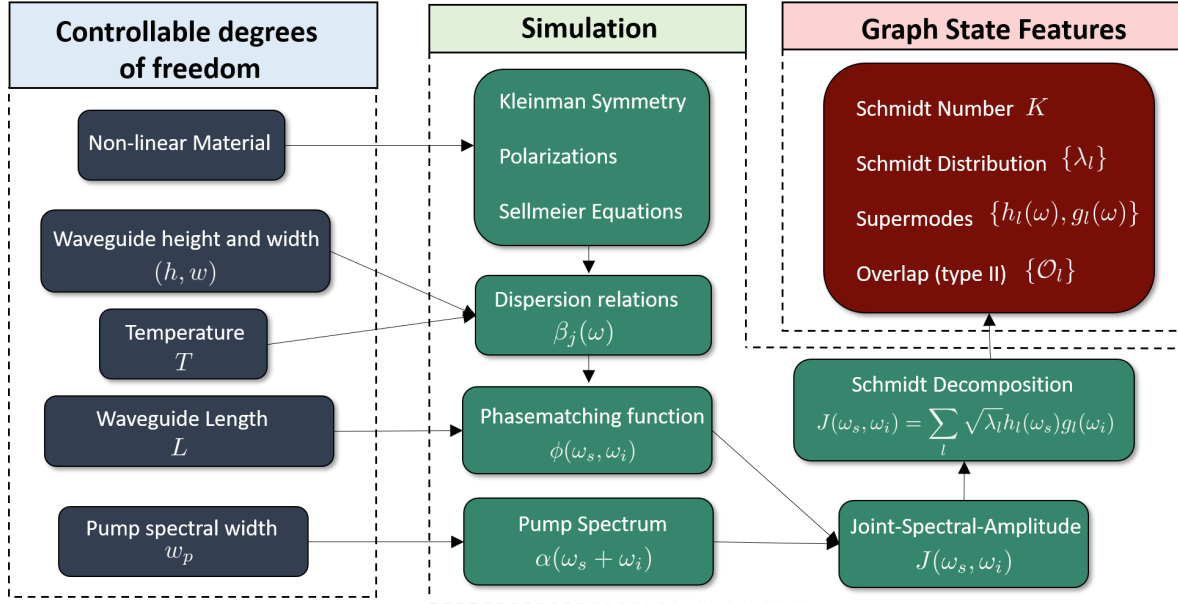 Controllable degrees
of freedom
Non-linear Material
Waveguide height and width
(h, w)
Temperature
T
Waveguide Length
L
Pump spectral width
w_p
Simulation
Kleinman Symmetry
Polarizations
Sellmeier Equations
Dispersion relations
β_j(ω)
Phasematching function
ϕ(ω_s, ω_i)
Pump Spectrum
α(ω_s + ω_i)
Graph State Features
Schmidt Number K
Schmidt Distribution {λ_l}
Supermodes {h_l(ω), g_l(ω)}
Overlap (type II) {𝒪_l}
Schmidt Decomposition
J(ω_s, ω_i) = ∑_l √λ_l h_l(ω_s)g_l(ω_i)
Joint-Spectral-Amplitude
J(ω_s, ω_i)